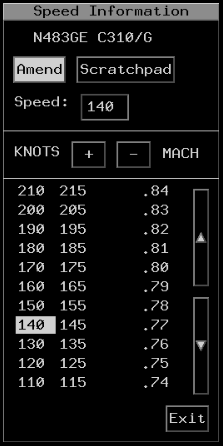 Speed Information
N483GE C310/G
Amend Scratchpad
Speed: 140
KNOTS + - MACH
210 215 .84
200 205 .83
190 195 .82
180 185 .81
170 175 .80
160 165 .79
150 155 .78
140 145 .77
130 135 .76
120 125 .75
110 115 .74
Exit